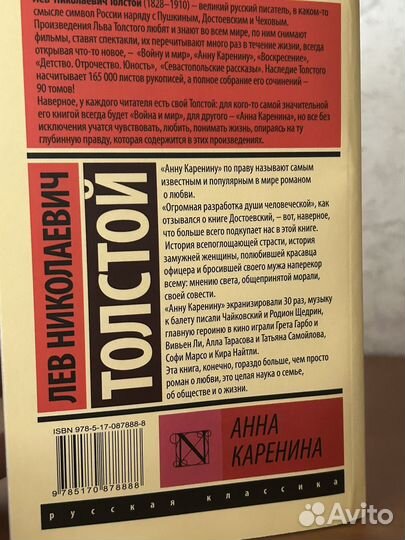 Лев Николаевич Толстой (1828–1910) – великий русский писатель, в каком-то
смысле символ России наряду с Пушкиным, Достоевским и Чеховым.
Произведения Льва Толстого любят и знают во всем мире, по ним снимают
фильмы, ставят спектакли, их перечитывают много раз в течение жизни, всегда
открывая что-то новое, – «Войну и мир», «Анну Каренину», «Воскресение»,
«Детство. Отрочество. Юность», «Севастопольские рассказы». Наследие Толстого
насчитывает 165 000 листов рукописей, а полное собрание его сочинений –
90 томов!
Наверное, у каждого читателя есть свой Толстой: для кого-то самой значительной
его книгой всегда будет «Война и мир», для другого – «Анна Каренина», но все без
исключения учатся чувствовать, любить, понимать жизнь, опираясь на ту
глубинную правду, которая содержится в этих произведениях.
ЛЕВ НИКОЛАЕВИЧ
ТОЛСТОЙ
«Анну Каренину» по праву называют самым
известным и популярным в мире романом
о любви.
«Огромная разработка души человеческой», как
отзывался о книге Достоевский, – вот, наверное,
что больше всего подкупает нас в этой книге.
История всепоглощающей страсти, история
замужней женщины, полюбившей красавца
офицера и бросившей своего мужа наперекор
всему: мнению света, общепринятой морали,
своей совести.
«Анну Каренину» экранизировали 30 раз, музыку
к балету писали Чайковский и Родион Щедрин,
главную героиню в кино играли Грета Гарбо и
Вивьен Ли, Алла Тарасова и Татьяна Самойлова,
Софи Марсо и Кира Найтли.
Эта книга, конечно, гораздо больше, чем просто
роман о любви, это целая наука о семье,
об обществе и о жизни.
ISBN 978-5-17-087888-8
9 785170 878888
N
АННА
КАРЕНИНА
русская классика
Avito